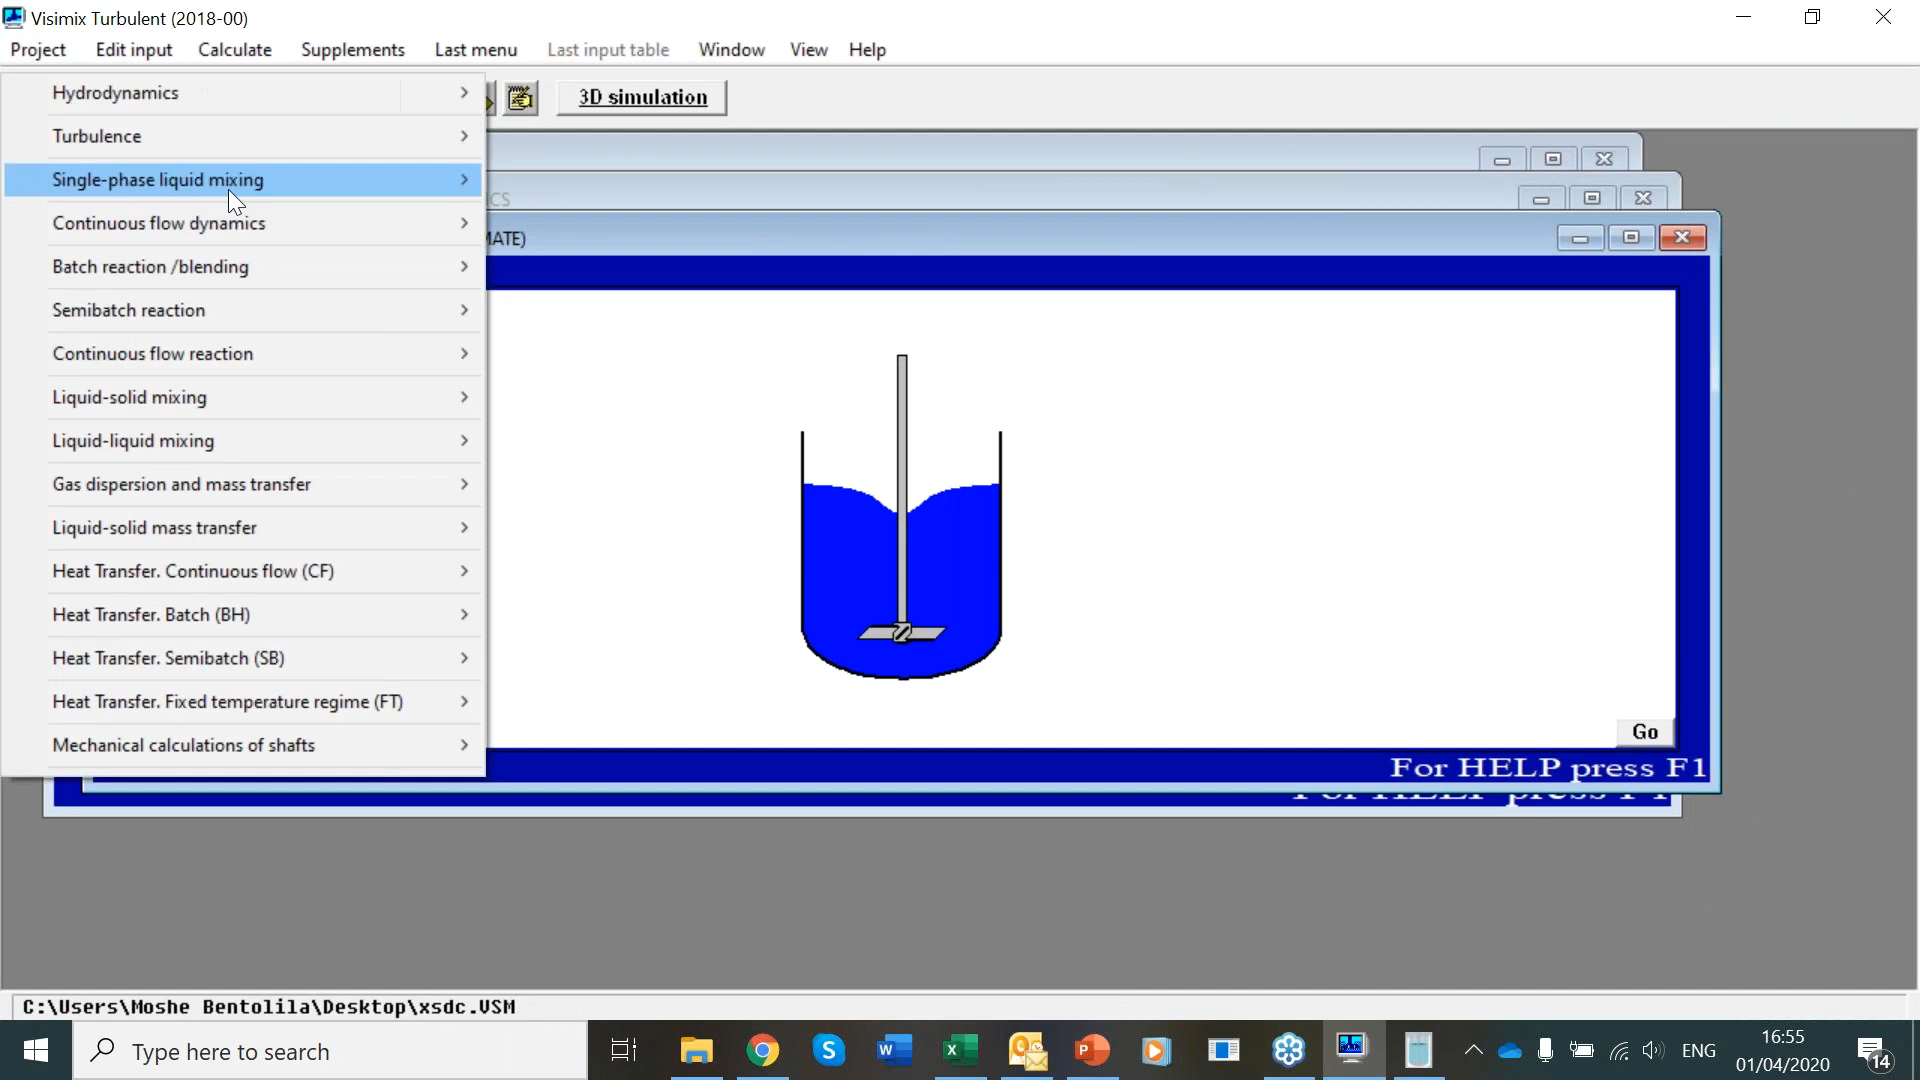 Visimix Turbulent (2018-00)
Project Edit input Calculate Supplements Last menu Last input table Window View Help
3D simulation
Hydrodynamics
Turbulence
Single-phase liquid mixing
CS
Continuous flow dynamics
MATE)
Batch reaction /blending
Semibatch reaction
Continuous flow reaction
Liquid-solid mixing
Liquid-liquid mixing
Gas dispersion and mass transfer
Liquid-solid mass transfer
Heat Transfer. Continuous flow (CF)
Heat Transfer. Batch (BH)
Heat Transfer. Semibatch (SB)
Heat Transfer. Fixed temperature regime (FT)
Mechanical calculations of shafts
Go
For HELP press F1
For HELP press F1
C:\Users\Moshe Bentolila\Desktop\xsdc.VSM
Type here to search
ENG
16:55
01/04/2020
14